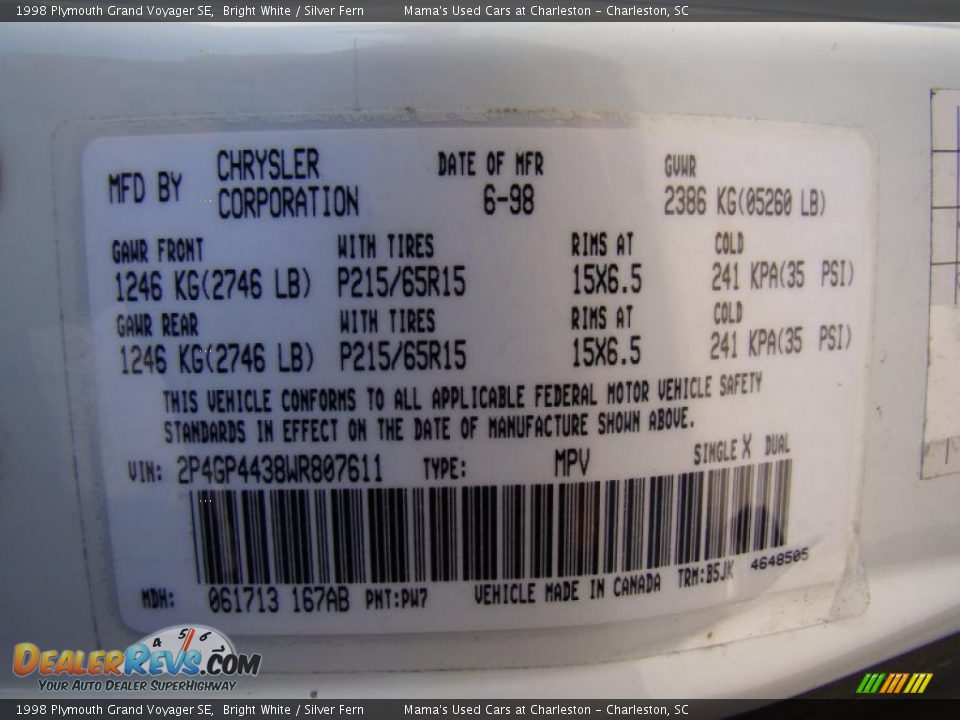 1998 Plymouth Grand Voyager SE, Bright White / Silver Fern Mama's Used Cars at Charleston - Charleston, SC
MFD BY CHRYSLER CORPORATION DATE OF MFR 6-98 GVWR 2386 KG(05260 LB)
GAWR FRONT WITH TIRES RIMS AT COLD
1246 KG(2746 LB) P215/65R15 15X6.5 241 KPA(35 PSI)
GAWR REAR WITH TIRES RIMS AT COLD
1246 KG(2746 LB) P215/65R15 15X6.5 241 KPA(35 PSI)
THIS VEHICLE CONFORMS TO ALL APPLICABLE FEDERAL MOTOR VEHICLE SAFETY
STANDARDS IN EFFECT ON THE DATE OF MANUFACTURE SHOWN ABOVE.
VIN: 2P4GP4438WR807611 TYPE: MPV SINGLE X DUAL
MDH: 061713 167AB PNT:PW7 VEHICLE MADE IN CANADA TRM:B5JK 4648505
4 5 6
DEALERREVS.COM
YOUR AUTO DEALER SUPERHIGHWAY
1998 Plymouth Grand Voyager SE, Bright White / Silver Fern Mama's Used Cars at Charleston - Charleston, SC